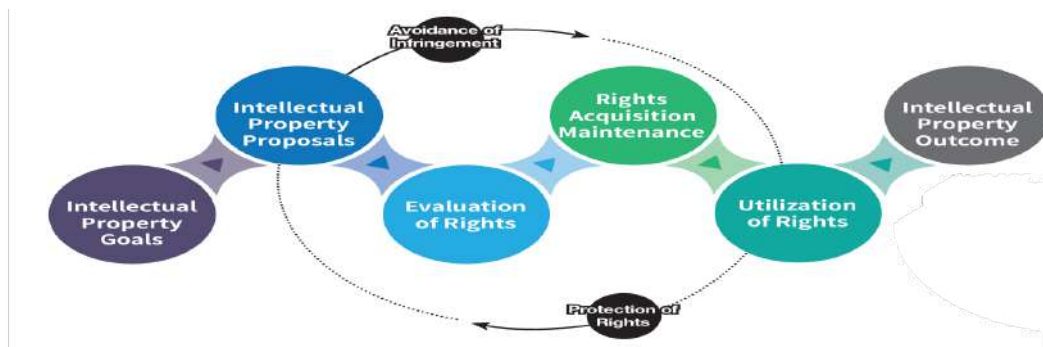 Avoidance of
Infringement
Intellectual
Property
Proposals
Rights
Acquisition
Maintenance
Intellectual
Property
Outcome
Intellectual
Property
Goals
Evaluation
of Rights
Utilization
of Rights
Protection of
Rights